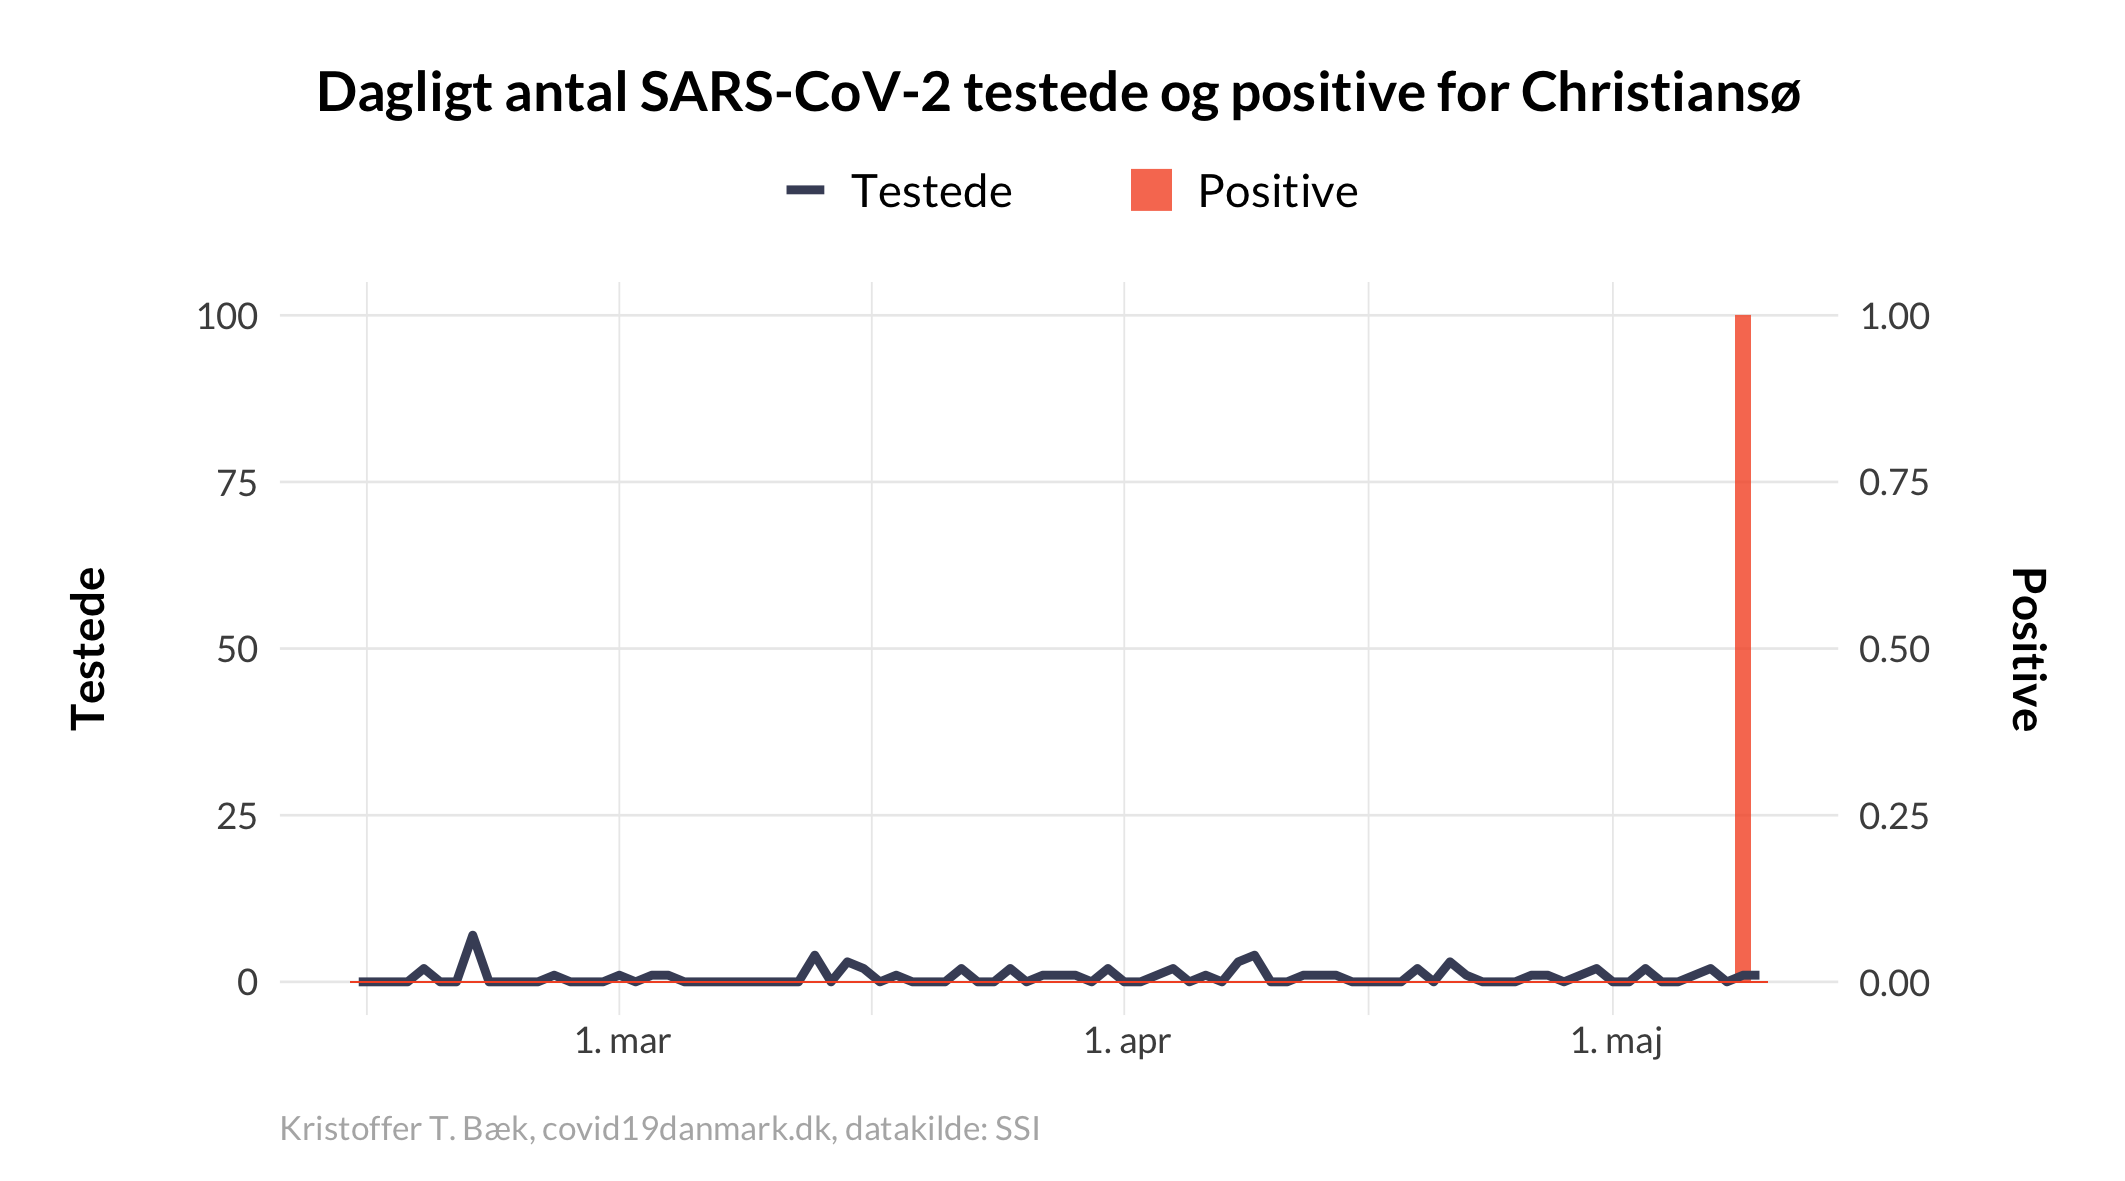 Dagligt antal SARS-CoV-2 testede og positive for Christiansø
Testede
Positive
100
75
50
25
0
Testede
1.00
0.75
0.50
0.25
0.00
Positive
1. mar
1. apr
1. maj
Kristoffer T. Bæk, covid19danmark.dk, datakilde: SSI